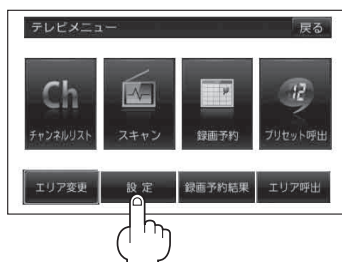 テレビメニュー
戻る
Ch
12
チャンネルリスト
スキャン
録画予約
プリセット呼出
エリア変更
設 定
録画予約結果
エリア呼出